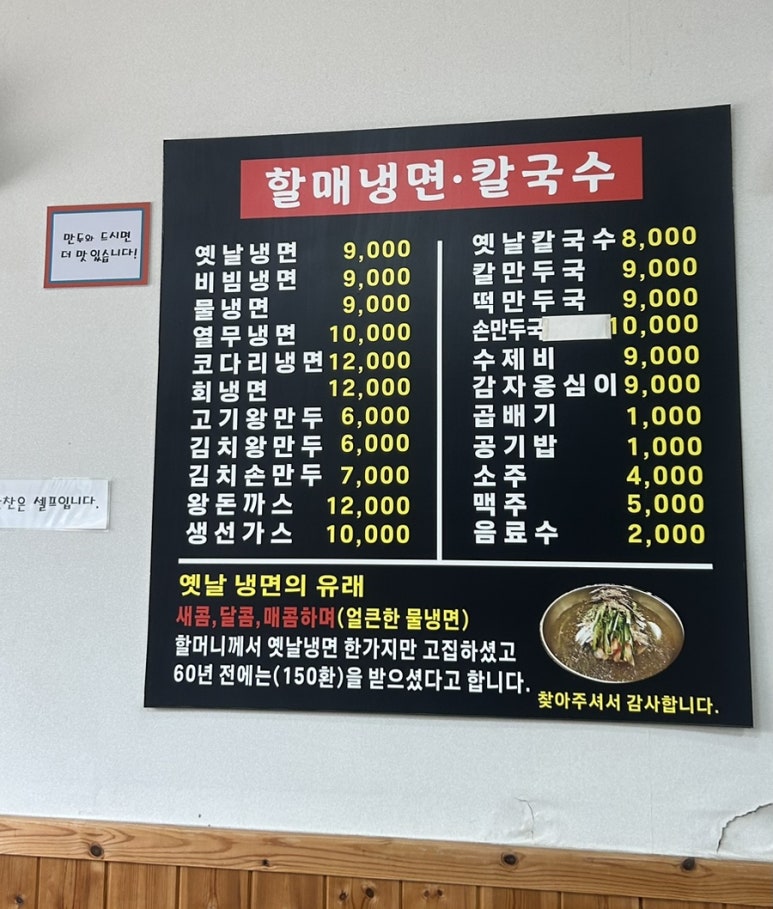 할매냉면·칼국수
만두와 드시면
더 맛있습니다!
옛날냉면 9,000
비빔냉면 9,000
물냉면 9,000
열무냉면 10,000
코다리냉면 12,000
회냉면 12,000
고기왕만두 6,000
김치왕만두 6,000
김치손만두 7,000
왕돈까스 12,000
생선가스 10,000
옛날칼국수 8,000
칼만두국 9,000
떡만두국 9,000
손만두국 10,000
수제비 9,000
감자옹심이 9,000
곱배기 1,000
공기밥 1,000
소주 4,000
맥주 5,000
음료수 2,000
셀프입니다.
옛날 냉면의 유래
새콤,달콤,매콤하며(얼큰한 물냉면)
할머니께서 옛날냉면 한가지만 고집하셨고
60년 전에는(150환)을 받으셨다고 합니다.
찾아주셔서 감사합니다.